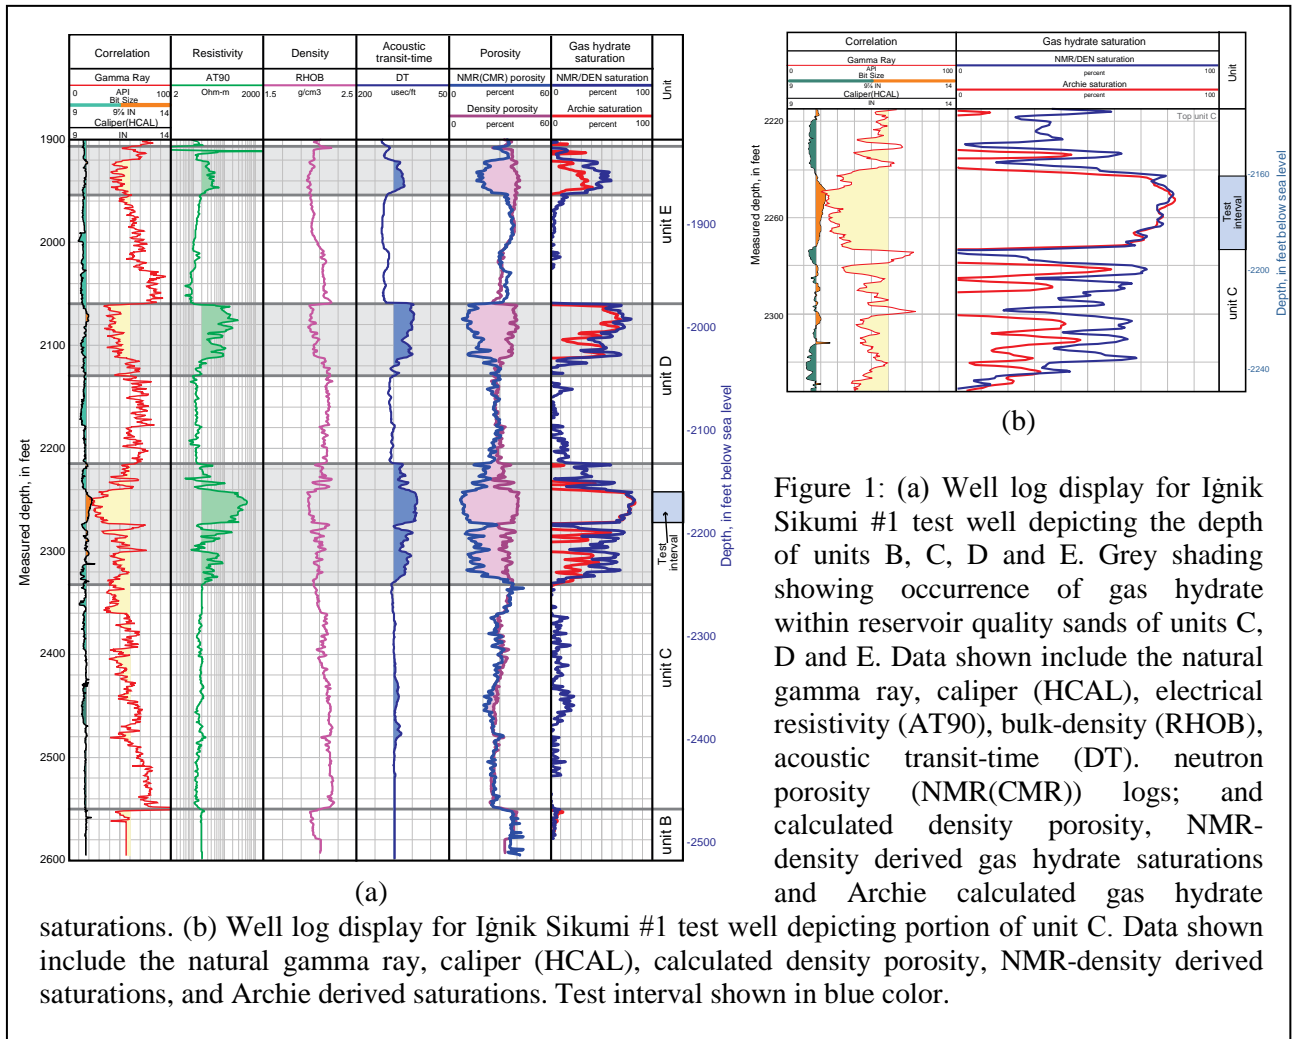 Correlation
Resistivity
Density
Acoustic
transit-time
Porosity
Gas hydrate
saturation
Unit
Gamma Ray
AT90
RHOB
DT
NMR(CMR) porosity
NMR/DEN saturation
0 API 100
2 Ohm-m 2000
1.5 g/cm3 2.5
200 usec/ft 50
0 percent 60
0 percent 100
Bit Size
9 9% IN 14
Density porosity
Archie saturation
Caliper(HCAL)
9 IN 14
0 percent 60
0 percent 100
Measured depth, in feet
1900
2000
2100
2200
2300
2400
2500
2600
unit E
unit D
Test
interval
unit C
unit B
-1900
-2000
-2100
-2200
-2300
-2400
-2500
Depth, in feet below sea level
(a)
Correlation
Gas hydrate saturation
Unit
Gamma Ray
NMR/DEN saturation
0 API 100
0 percent 100
Bit Size
9 9% IN 14
Archie saturation
Caliper(HCAL)
9 IN 14
0 percent 100
Top unit C
Measured depth, in feet
2220
2260
2300
Test
interval
unit C
-2160
-2200
-2240
Depth, in feet below sea level
(b)
Figure 1: (a) Well log display for Iġnik
Sikumi #1 test well depicting the depth
of units B, C, D and E. Grey shading
showing occurrence of gas hydrate
within reservoir quality sands of units C,
D and E. Data shown include the natural
gamma ray, caliper (HCAL), electrical
resistivity (AT90), bulk-density (RHOB),
acoustic transit-time (DT). neutron
porosity (NMR(CMR)) logs; and
calculated density porosity, NMR-
density derived gas hydrate saturations
and Archie calculated gas hydrate
saturations. (b) Well log display for Iġnik Sikumi #1 test well depicting portion of unit C. Data shown
include the natural gamma ray, caliper (HCAL), calculated density porosity, NMR-density derived
saturations, and Archie derived saturations. Test interval shown in blue color.